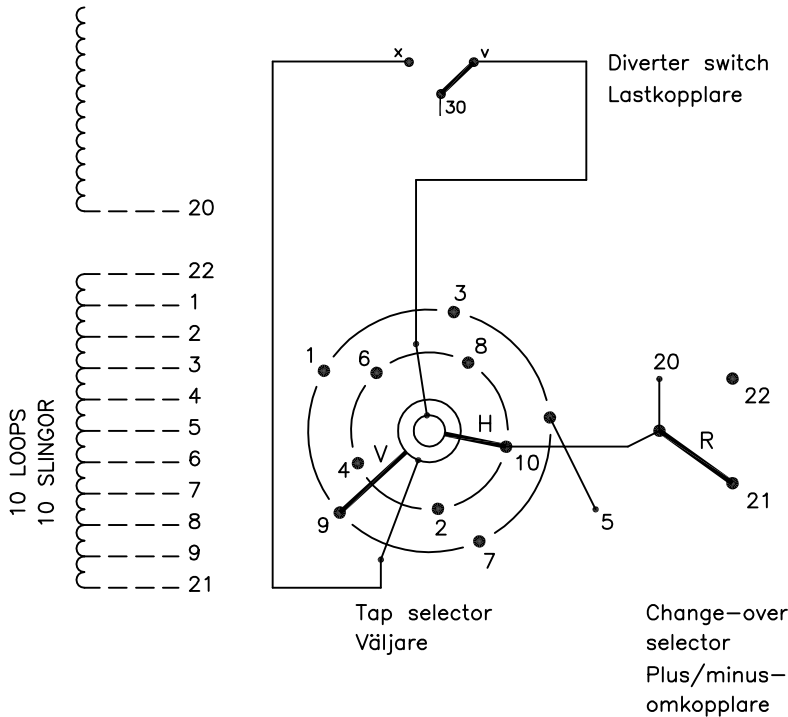 x
v
30
Diverter switch
Lastkopplare
20
22
1
2
3
4
5
6
7
8
9
21
10 LOOPS
10 SLINGOR
3
1
6
8
H
V
4
10
9
2
7
5
20
22
R
21
Tap selector
Väljare
Change-over
selector
Plus/minus-
omkopplare